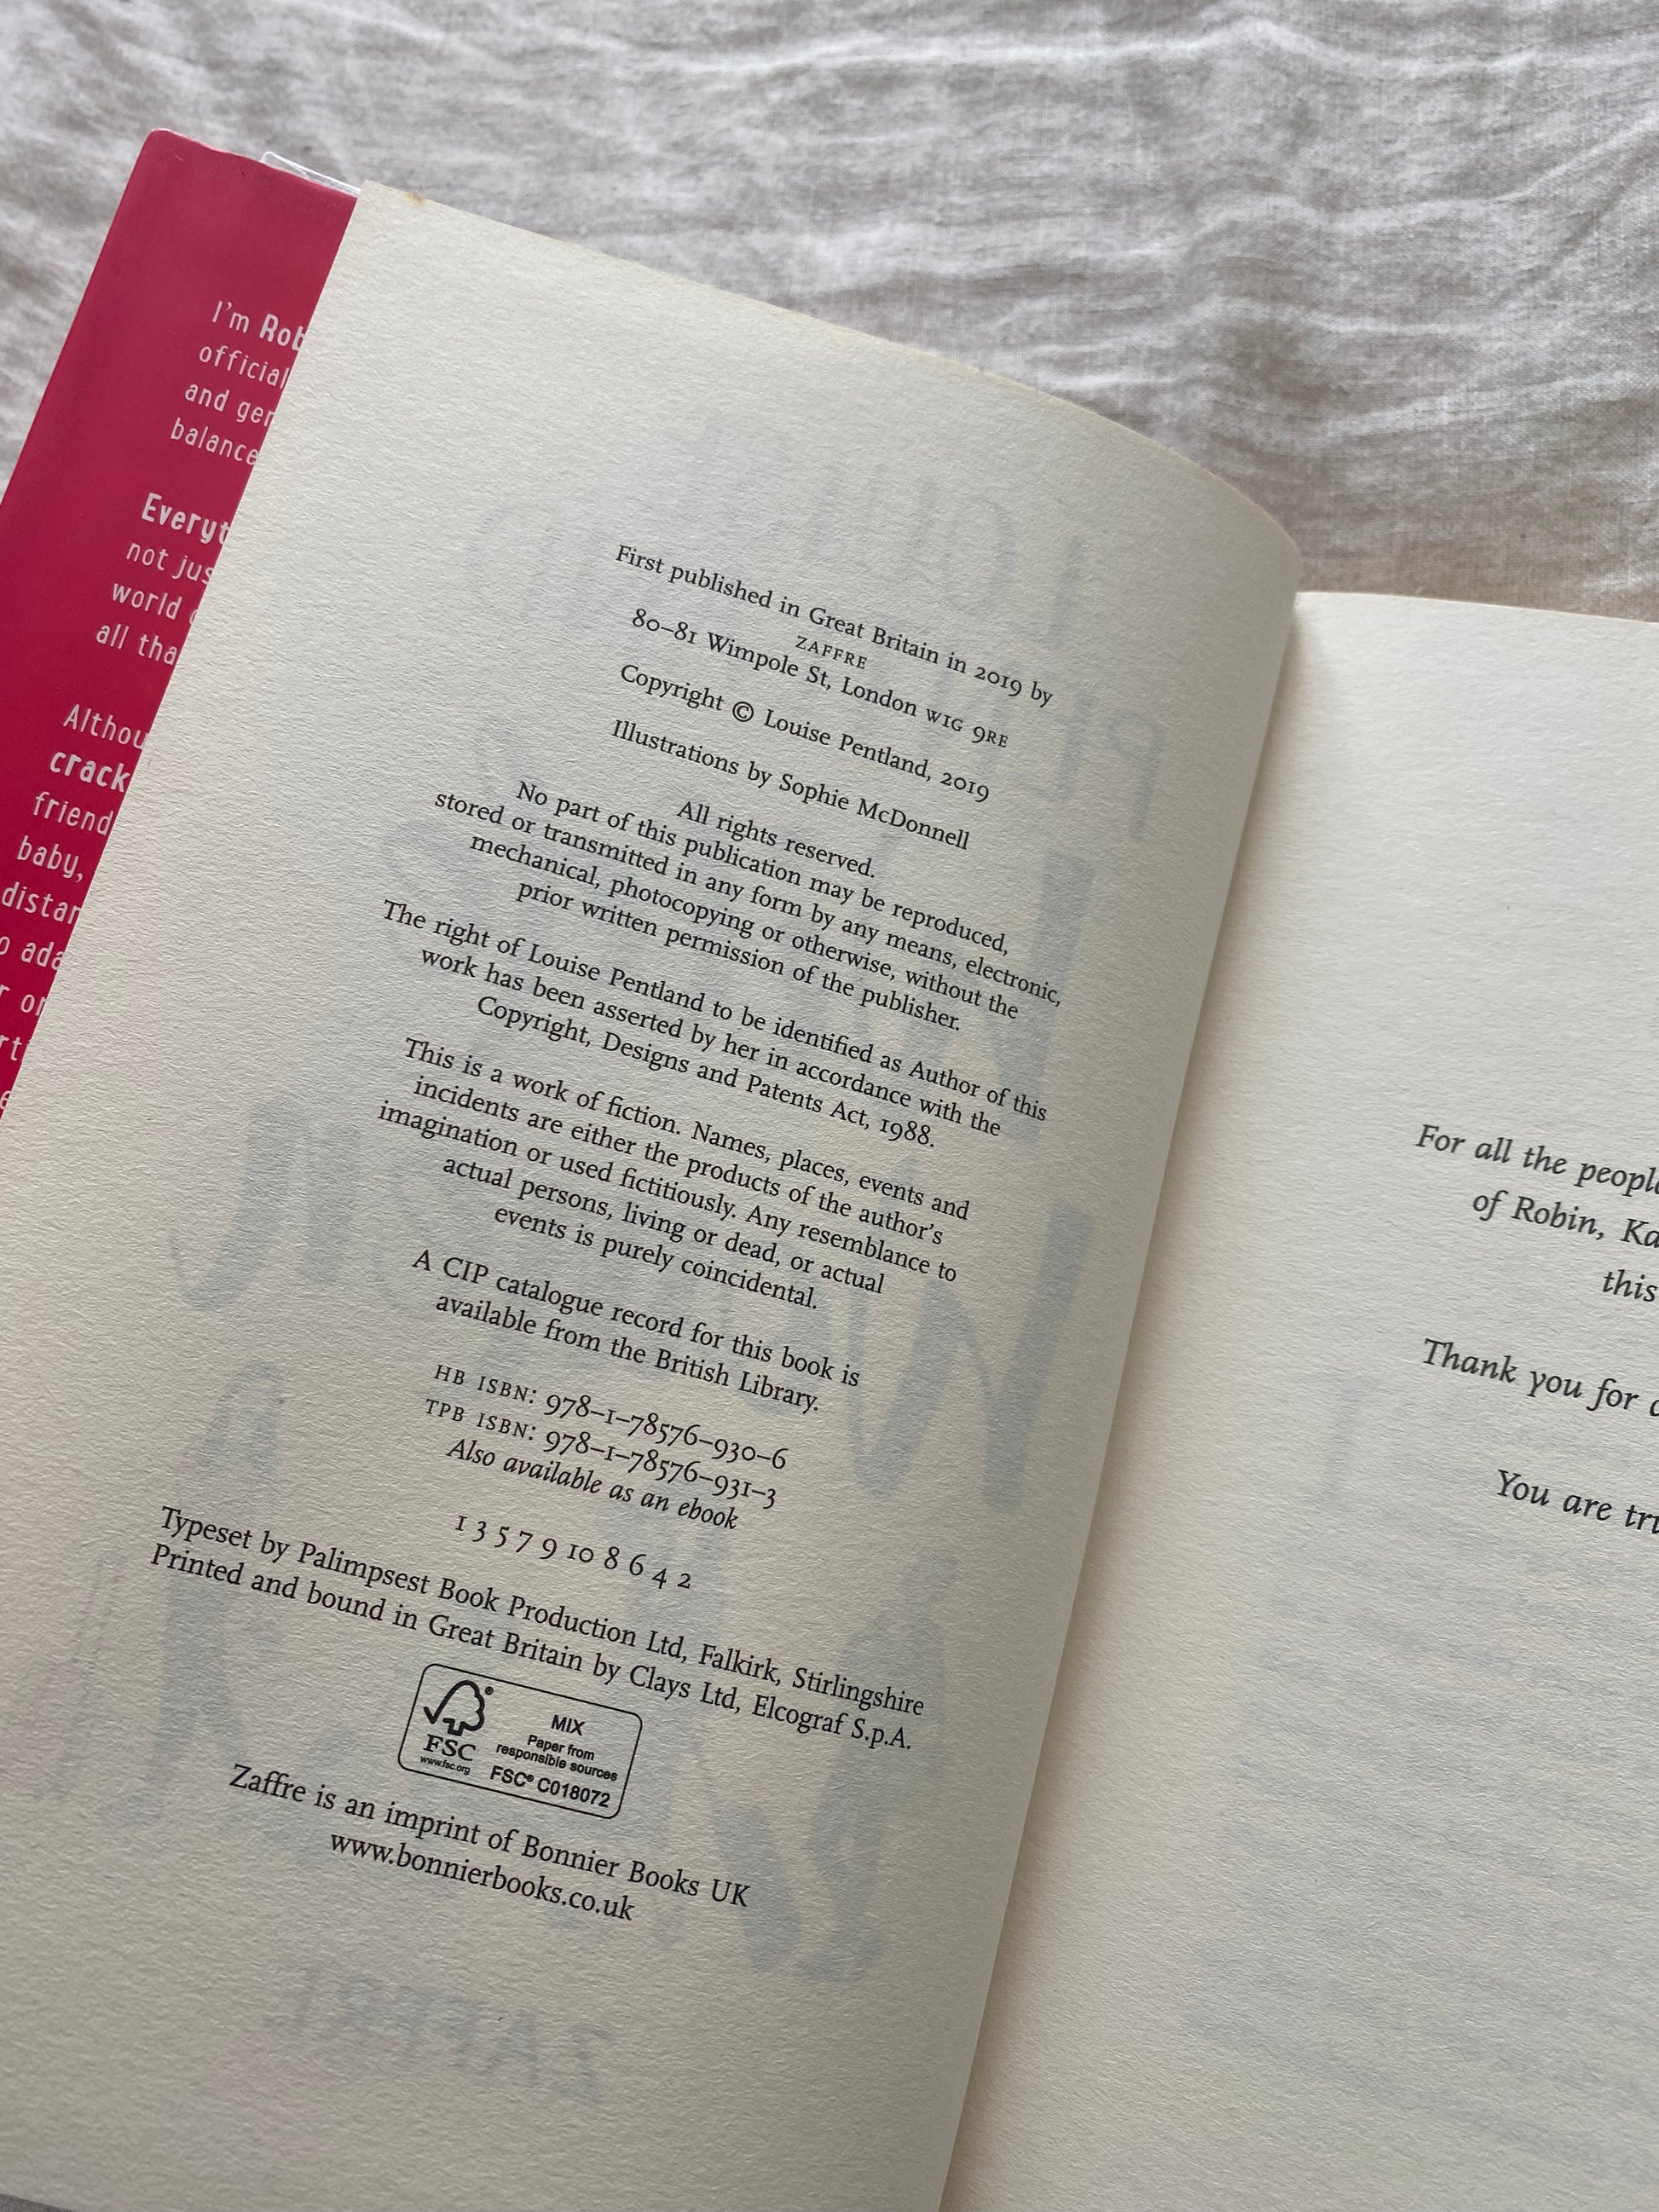 I'm Rob
official
and ger
balance
Everyt
not jus
world
all tha
Althou
crack
friend
baby,
distan
o ada
r or
rti
First published in Great Britain in 2019 by
ZAFFRE
80–81 Wimpole St, London W1G 9RE
Copyright © Louise Pentland, 2019
Illustrations by Sophie McDonnell
All rights reserved.
No part of this publication may be reproduced,
stored or transmitted in any form by any means, electronic,
mechanical, photocopying or otherwise, without the
prior written permission of the publisher.
The right of Louise Pentland to be identified as Author of this
work has been asserted by her in accordance with the
Copyright, Designs and Patents Act, 1988.
This is a work of fiction. Names, places, events and
incidents are either the products of the author's
imagination or used fictitiously. Any resemblance to
actual persons, living or dead, or actual
events is purely coincidental.
A CIP catalogue record for this book is
available from the British Library.
HB ISBN: 978–1–78576–930–6
TPB ISBN: 978–1–78576–931–3
Also available as an ebook
1 3 5 7 9 10 8 6 4 2
Typeset by Palimpsest Book Production Ltd, Falkirk, Stirlingshire
Printed and bound in Great Britain by Clays Ltd, Elcograf S.p.A.
FSC®
www.fsc.org
MIX
Paper from
responsible sources
FSC® C018072
Zaffre is an imprint of Bonnier Books UK
www.bonnierbooks.co.uk
ZAFFRE
For all the people
of Robin, Ka
this
Thank you for
You are tru